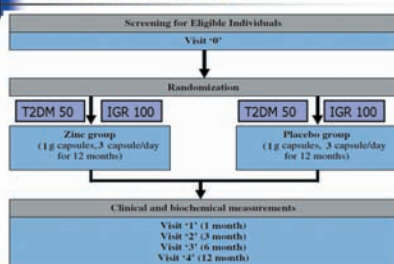 Screening for Eligible Individuals
Visit '0'
Randomization
T2DM 50
IGR 100
T2DM 50
IGR 100
Zinc group
(1g capsules, 3 capsule/day
for 12 months)
Placebo group
(1g capsules, 3 capsule/day
for 12 months)
Clinical and biochemical measurements
Visit '1' (1 month)
Visit '2' (3 month)
Visit '3' (6 month)
Visit '4' (12 month)